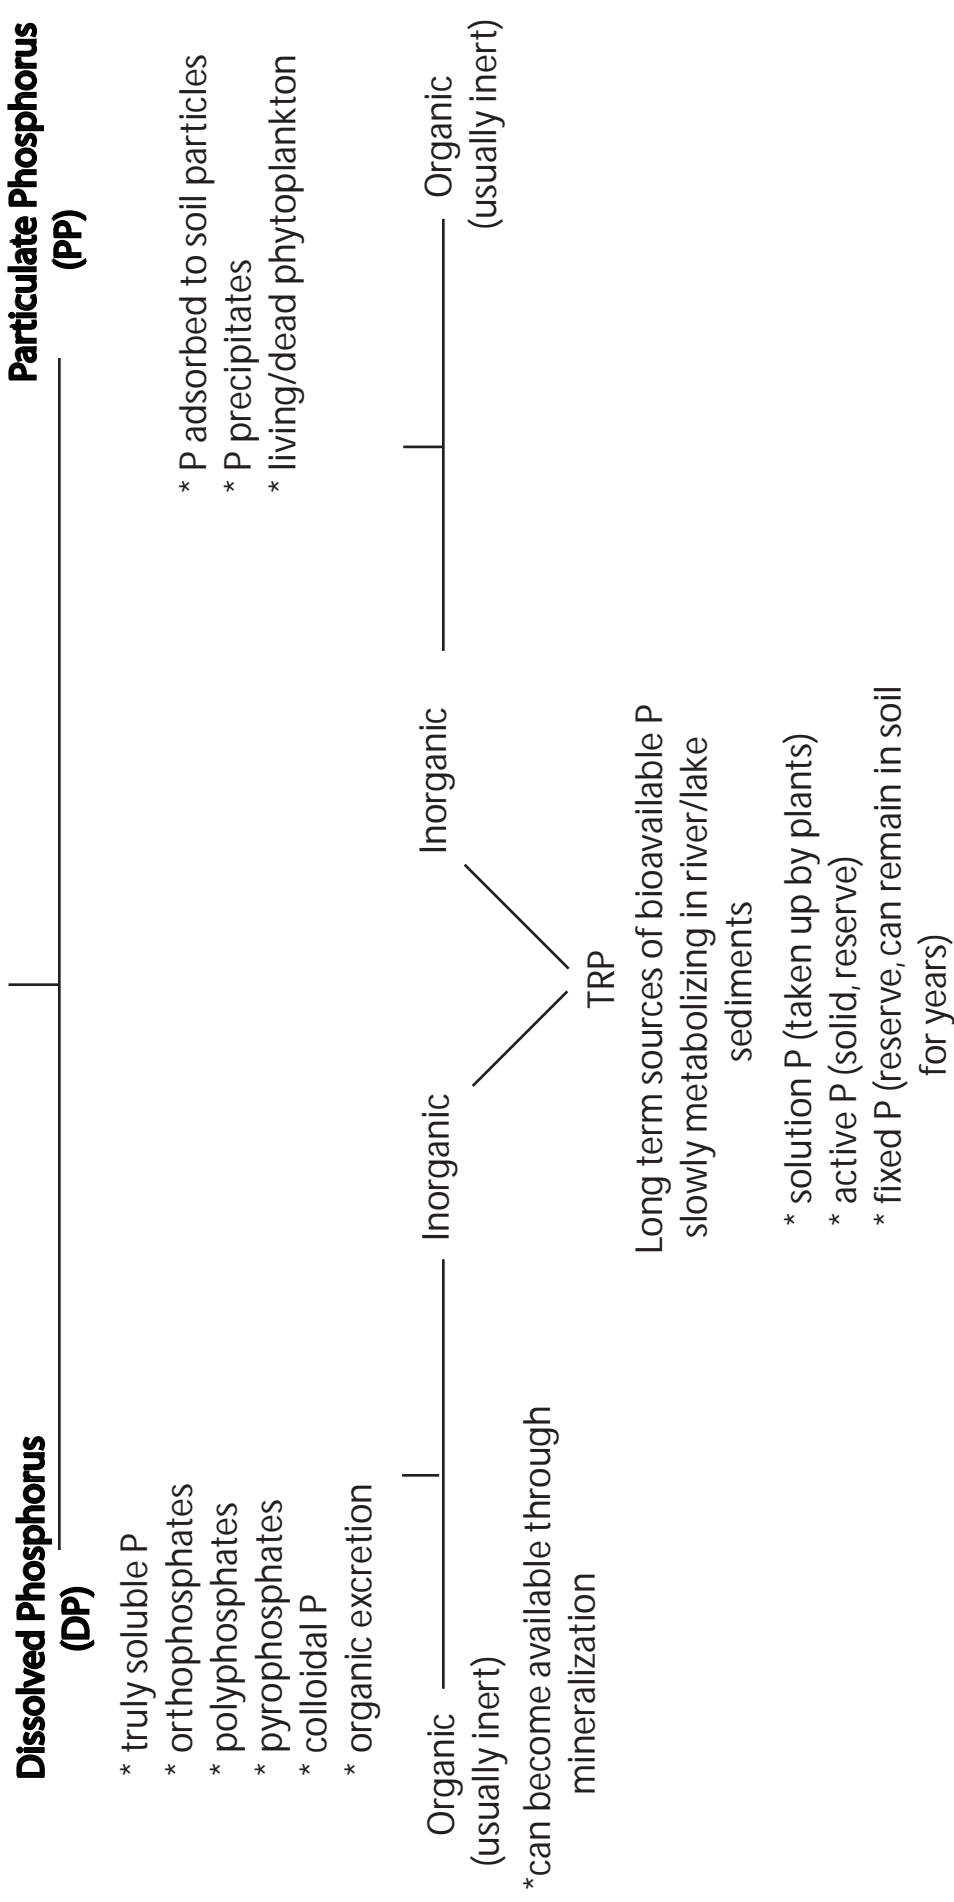 Dissolved Phosphorus
(DP)
* truly soluble P
* orthophosphates
* polyphosphates
* pyrophosphates
* colloidal P
* organic excretion
Particulate Phosphorus
(PP)
* P adsorbed to soil particles
* P precipitates
* living/dead phytoplankton
Organic
(usually inert)
*can become available through
mineralization
Inorganic
Inorganic
Organic
(usually inert)
TRP
Long term sources of bioavailable P
slowly metabolizing in river/lake
sediments
* solution P (taken up by plants)
* active P (solid, reserve)
* fixed P (reserve, can remain in soil
for years)